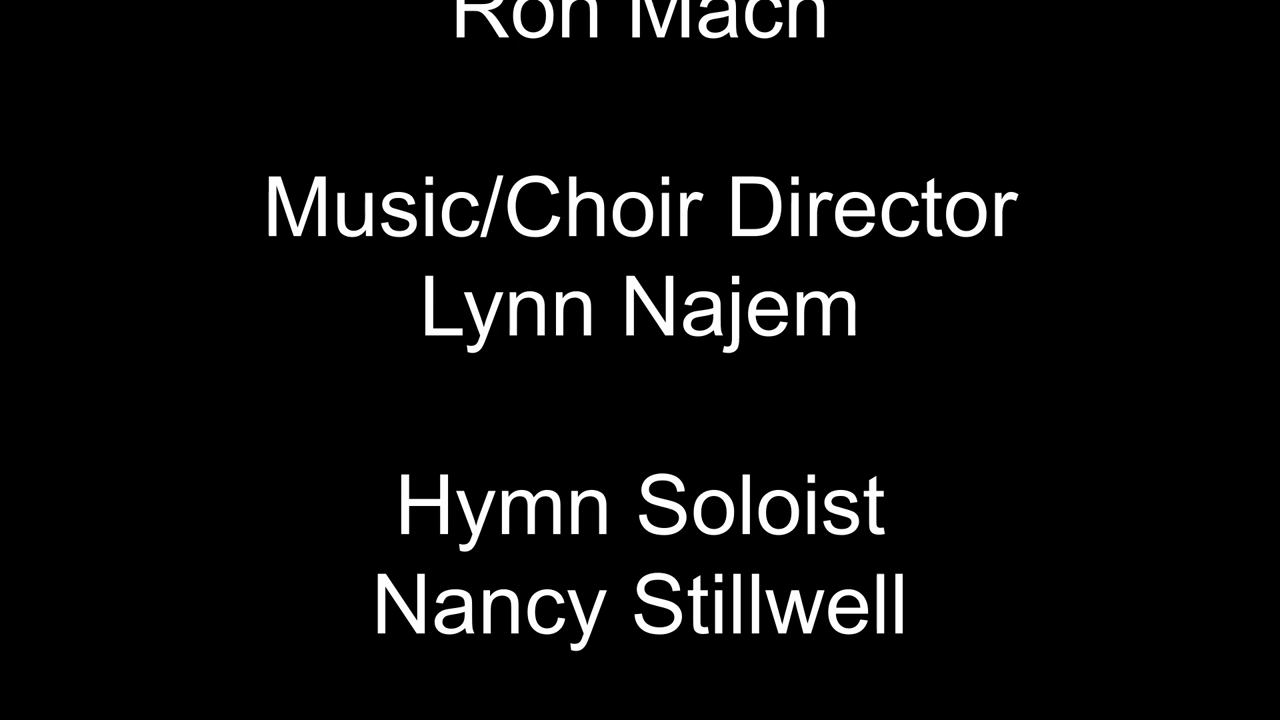 Ron Mach
Music/Choir Director
Lynn Najem
Hymn Soloist
Nancy Stillwell